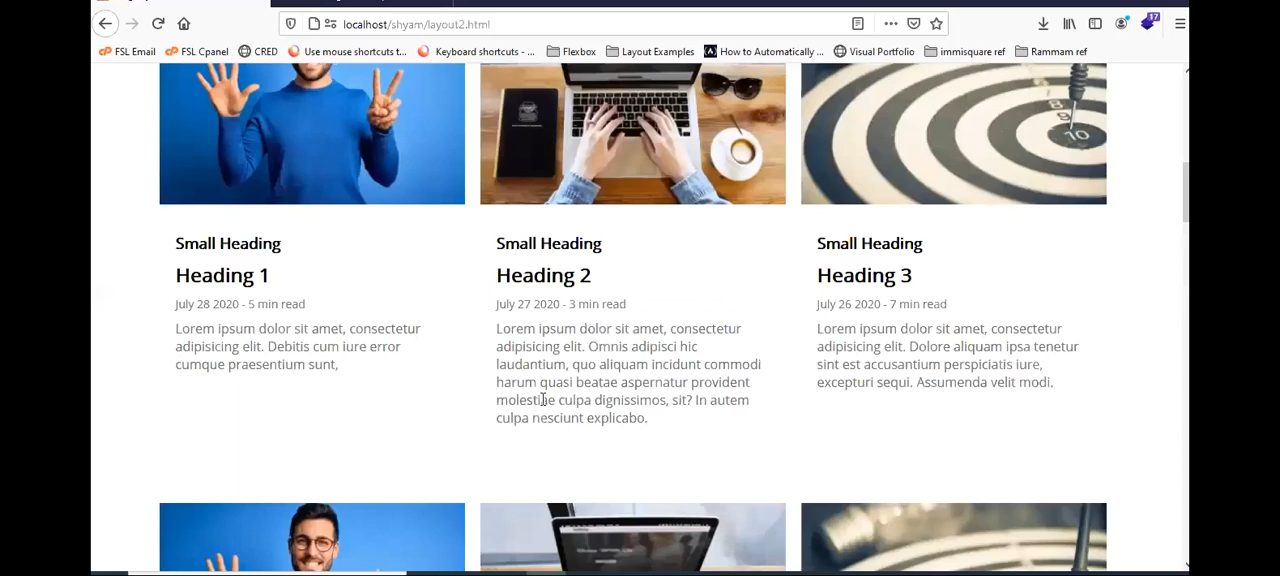 localhost/shyam/layout2.html
17
FSL Email
FSL Cpanel
CRED
Use mouse shortcuts t...
Keyboard shortcuts - ...
Flexbox
Layout Examples
How to Automatically ...
Visual Portfolio
immisquare ref
Rammam ref
8
9
10
Small Heading
Heading 1
July 28 2020 - 5 min read
Lorem ipsum dolor sit amet, consectetur
adipisicing elit. Debitis cum iure error
cumque praesentium sunt,
Small Heading
Heading 2
July 27 2020 - 3 min read
Lorem ipsum dolor sit amet, consectetur
adipisicing elit. Omnis adipisci hic
laudantium, quo aliquam incidunt commodi
harum quasi beatae aspernatur provident
molestiae culpa dignissimos, sit? In autem
culpa nesciunt explicabo.
Small Heading
Heading 3
July 26 2020 - 7 min read
Lorem ipsum dolor sit amet, consectetur
adipisicing elit. Dolore aliquam ipsa tenetur
sint est accusantium perspiciatis iure,
excepturi sequi. Assumenda velit modi.